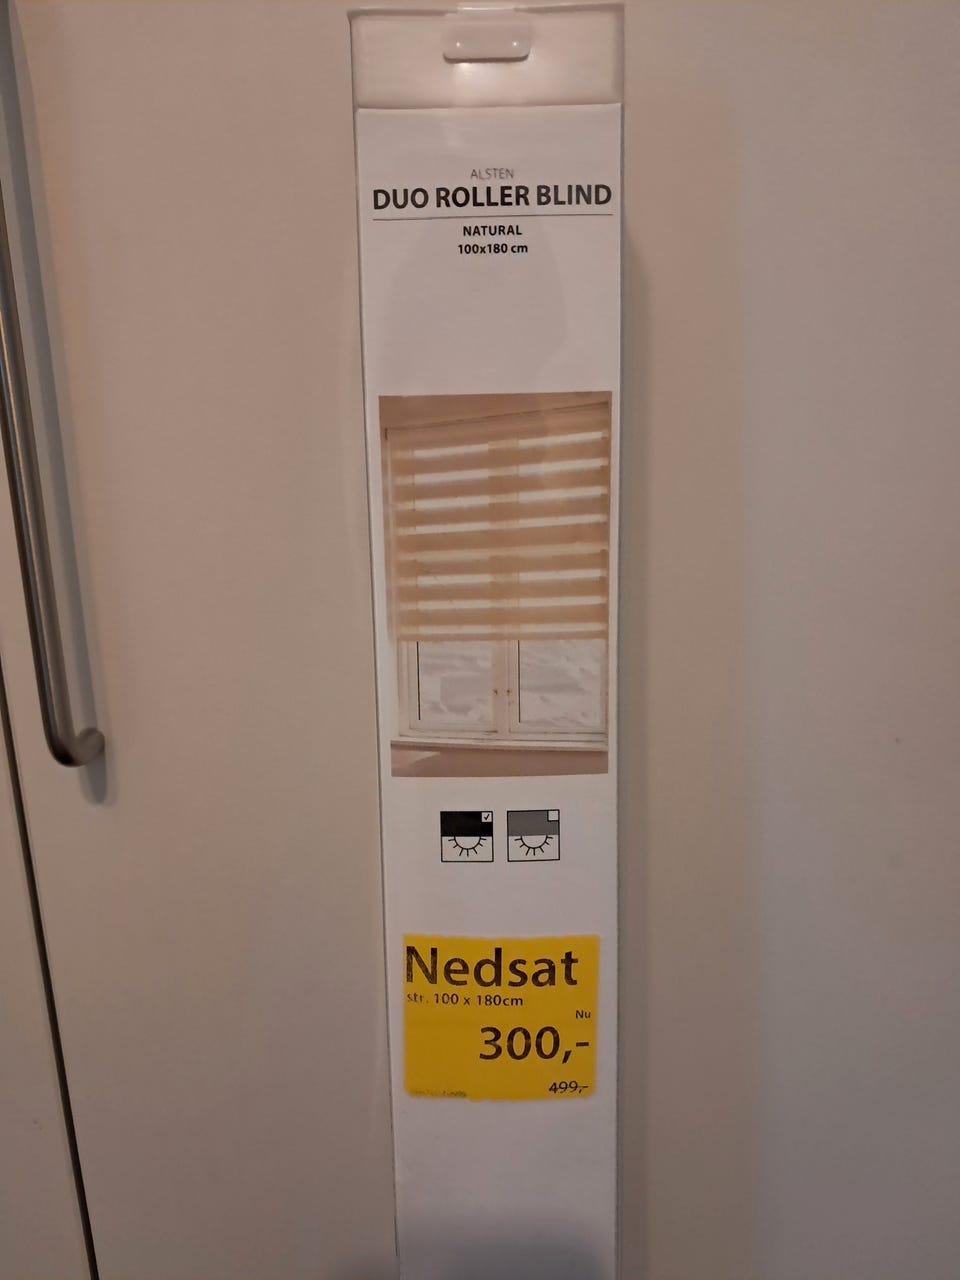 ALSTEN
DUO ROLLER BLIND
NATURAL
100x180 cm
Nedsat
str. 100 x 180cm
Nu
300,-
499,-